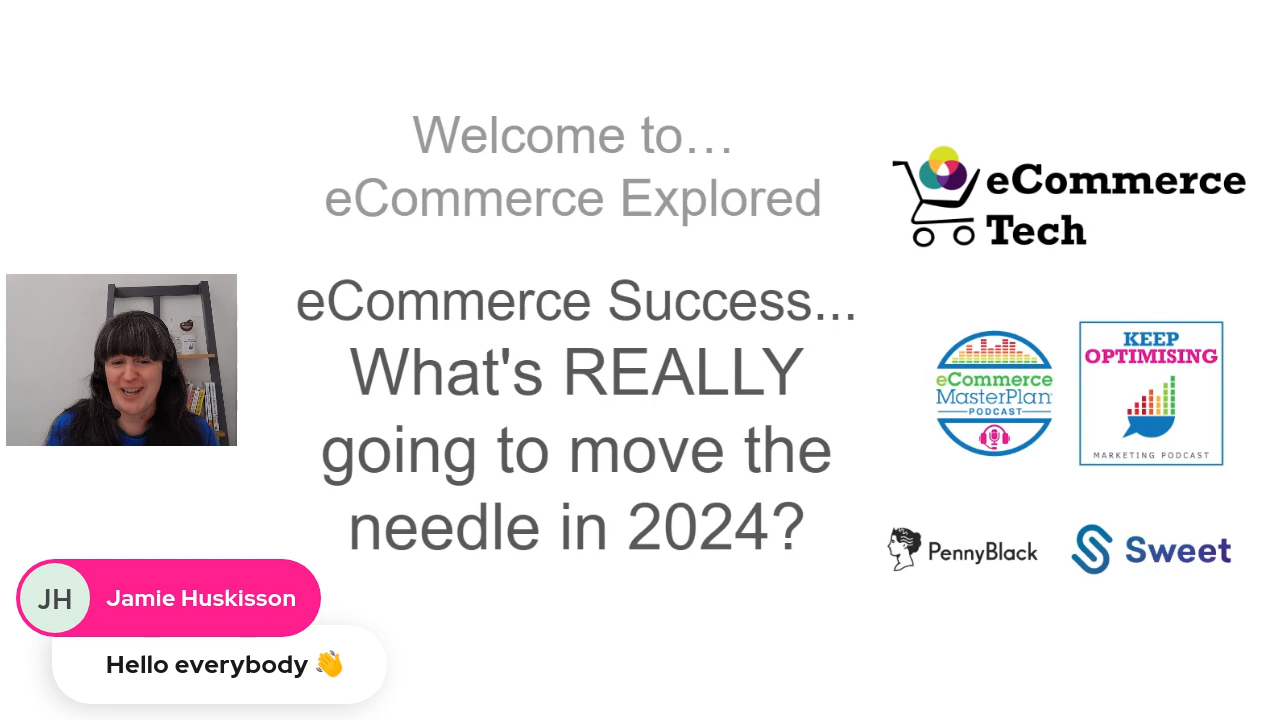 Welcome to…
eCommerce Explored
eCommerce Success...
What's REALLY
going to move the
needle in 2024?
eCommerce
Tech
eCommerce
MasterPlan
PODCAST
KEEP
OPTIMISING
MARKETING PODCAST
PennyBlack
Sweet
JH
Jamie Huskisson
Hello everybody 👋